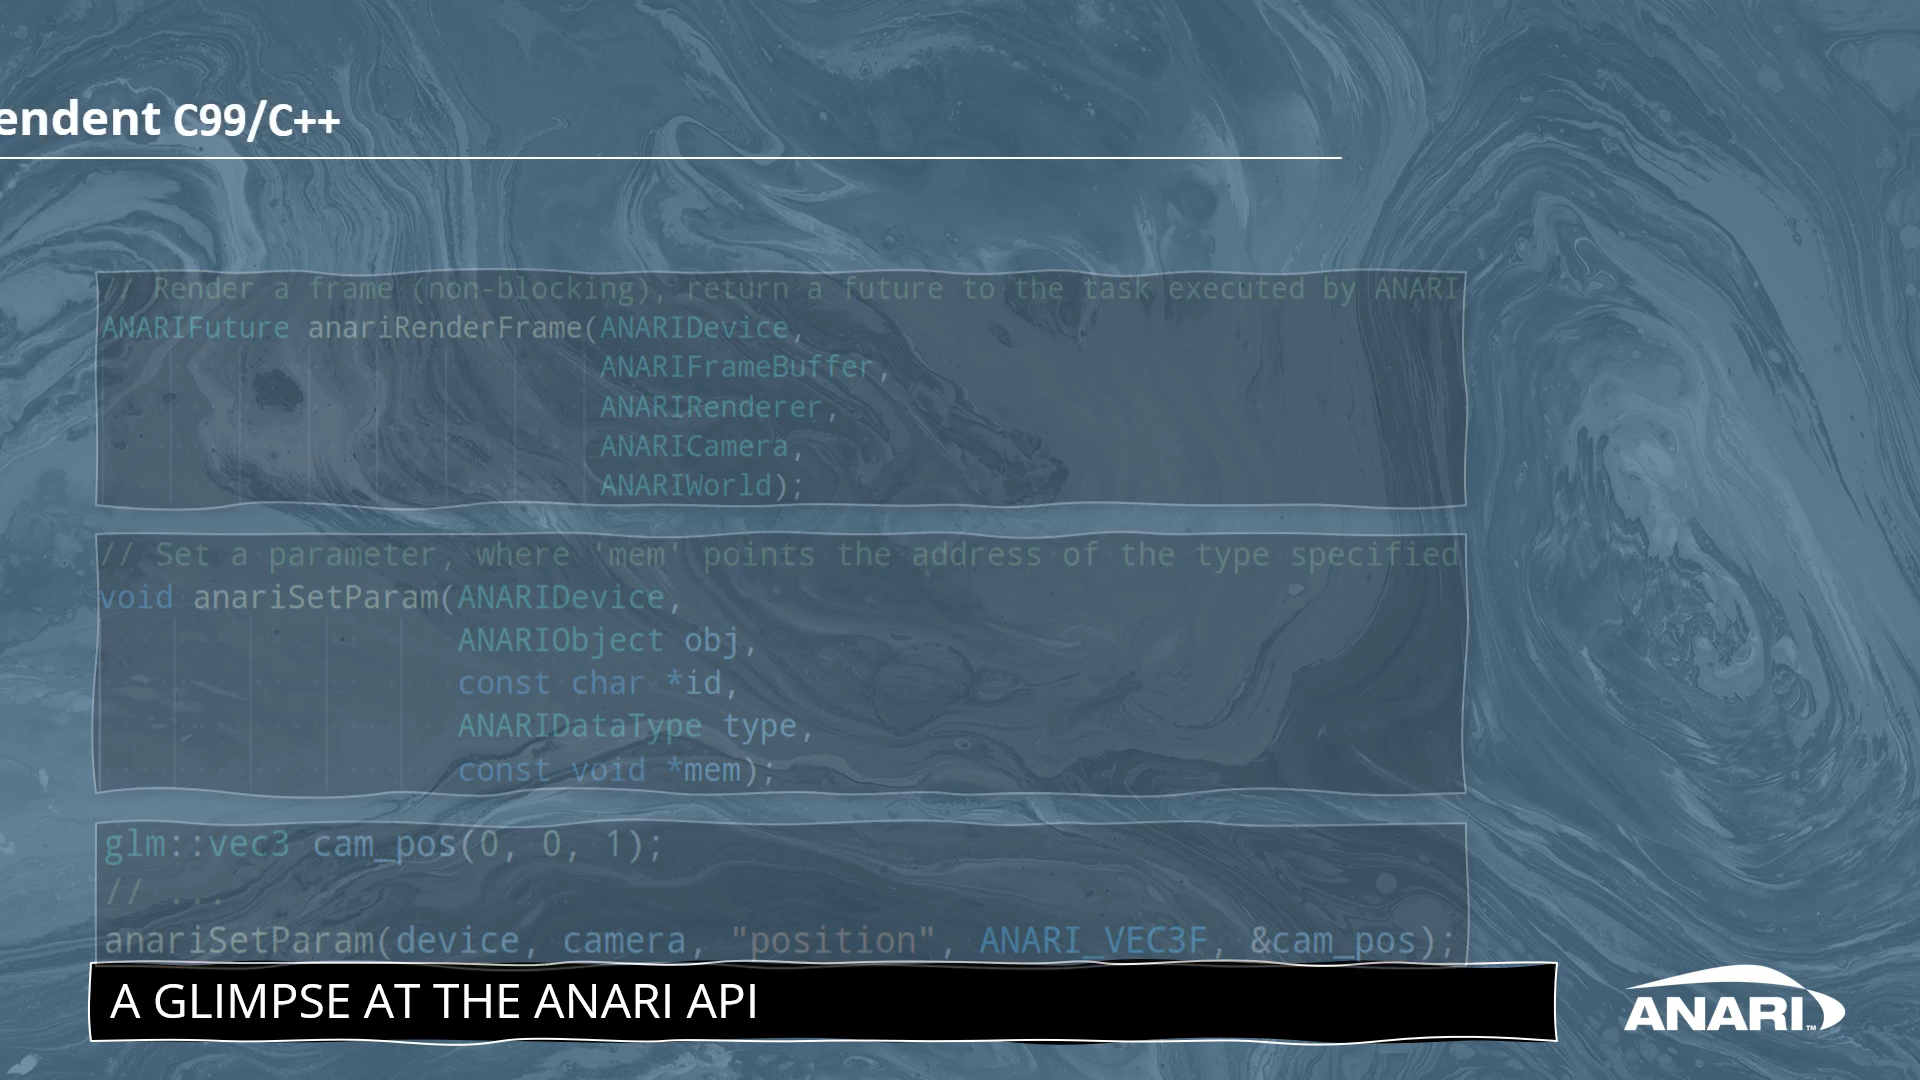 endent C99/C++
// Render a frame (non-blocking), return a future to the task executed by ANARI
ANARIFuture anariRenderFrame(ANARIDevice,
ANARIFrameBuffer,
ANARIRenderer,
ANARICamera,
ANARIWorld);
// Set a parameter, where 'mem' points the address of the type specified
void anariSetParam(ANARIDevice,
ANARIObject obj,
const char *id,
ANARIDataType type,
const void *mem);
glm::vec3 cam_pos(0, 0, 1);
// ...
anariSetParam(device, camera, "position", ANARI_VEC3F, &cam_pos);
A GLIMPSE AT THE ANARI API
ANARI™